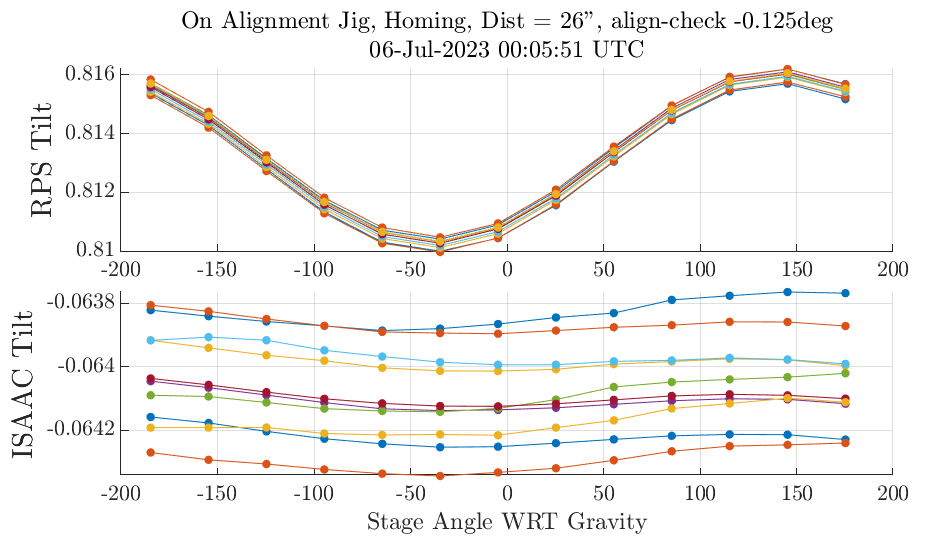 On Alignment Jig, Homing, Dist = 26", align-check -0.125deg
06-Jul-2023 00:05:51 UTC
0.816
0.814
0.812
0.81
RPS Tilt
-200 -150 -100 -50 0 50 100 150 200
-0.0638
-0.064
-0.0642
ISAAC Tilt
-200 -150 -100 -50 0 50 100 150 200
Stage Angle WRT Gravity